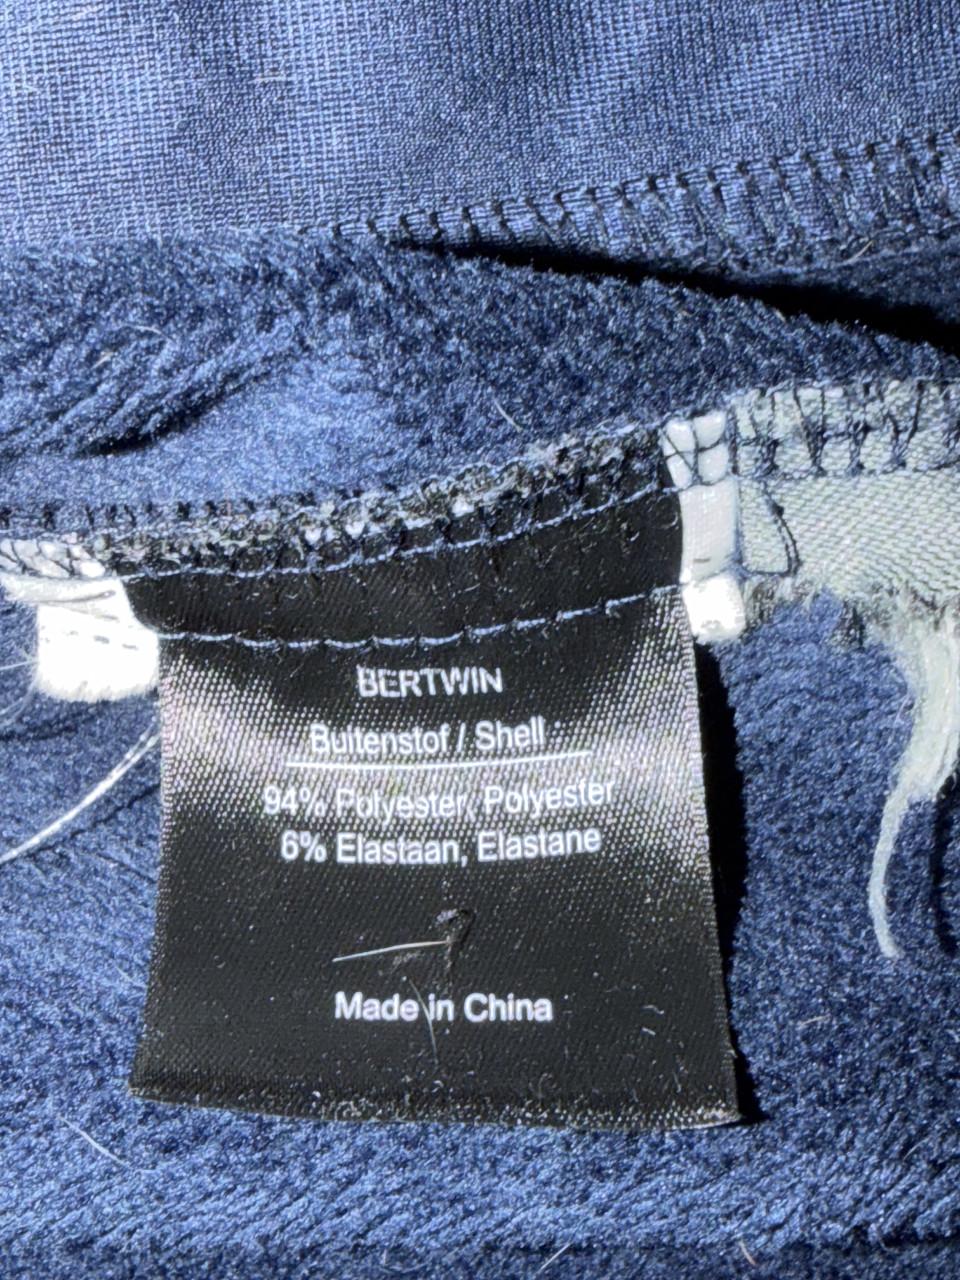 BERTWIN
Buitenstof / Shell
94% Polyester, Polyester
6% Elastaan, Elastane
Made in China